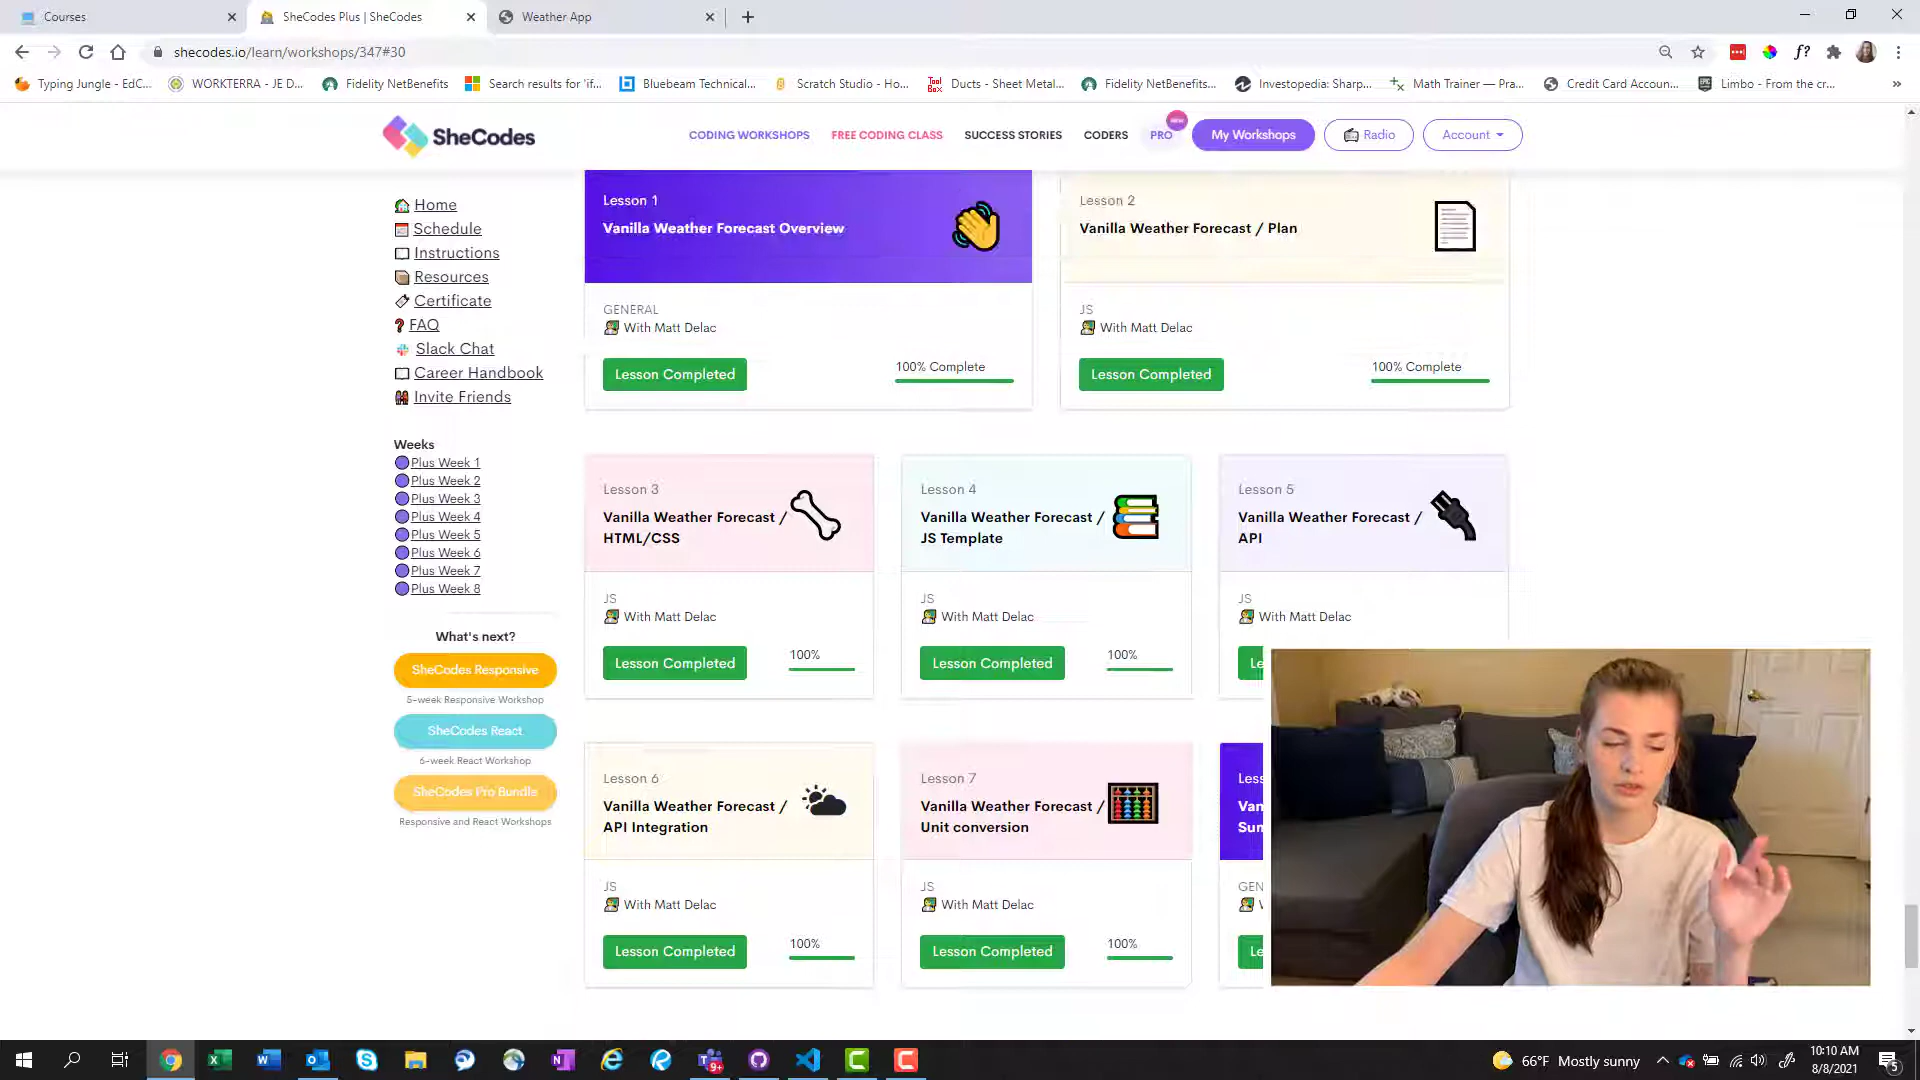 Courses
SheCodes Plus | SheCodes
Weather App
shecodes.io/learn/workshops/347#30
Typing Jungle - EdC...
WORKTERRA - JE D...
Fidelity NetBenefits
Search results for 'if...
Bluebeam Technical...
Scratch Studio - Ho...
Ducts - Sheet Metal...
Fidelity NetBenefits...
Investopedia: Sharp...
Math Trainer — Pra...
Credit Card Accoun...
Limbo - From the cr...
SheCodes
CODING WORKSHOPS
FREE CODING CLASS
SUCCESS STORIES
CODERS
PRO
NEW
My Workshops
Radio
Account
Home
Schedule
Instructions
Resources
Certificate
FAQ
Slack Chat
Career Handbook
Invite Friends
Weeks
Plus Week 1
Plus Week 2
Plus Week 3
Plus Week 4
Plus Week 5
Plus Week 6
Plus Week 7
Plus Week 8
What's next?
SheCodes Responsive
5-week Responsive Workshop
SheCodes React
6-week React Workshop
SheCodes Pro Bundle
Responsive and React Workshops
Lesson 1
Vanilla Weather Forecast Overview
GENERAL
With Matt Delac
Lesson Completed
100% Complete
Lesson 2
Vanilla Weather Forecast / Plan
JS
With Matt Delac
Lesson Completed
100% Complete
Lesson 3
Vanilla Weather Forecast /
HTML/CSS
JS
With Matt Delac
Lesson Completed
100%
Lesson 4
Vanilla Weather Forecast /
JS Template
JS
With Matt Delac
Lesson Completed
100%
Lesson 5
Vanilla Weather Forecast /
API
JS
With Matt Delac
Le
Lesson 6
Vanilla Weather Forecast /
API Integration
JS
With Matt Delac
Lesson Completed
100%
Lesson 7
Vanilla Weather Forecast /
Unit conversion
JS
With Matt Delac
Lesson Completed
100%
Less
Van
Sum
GEN
Le
66°F Mostly sunny
10:10 AM
8/8/2021